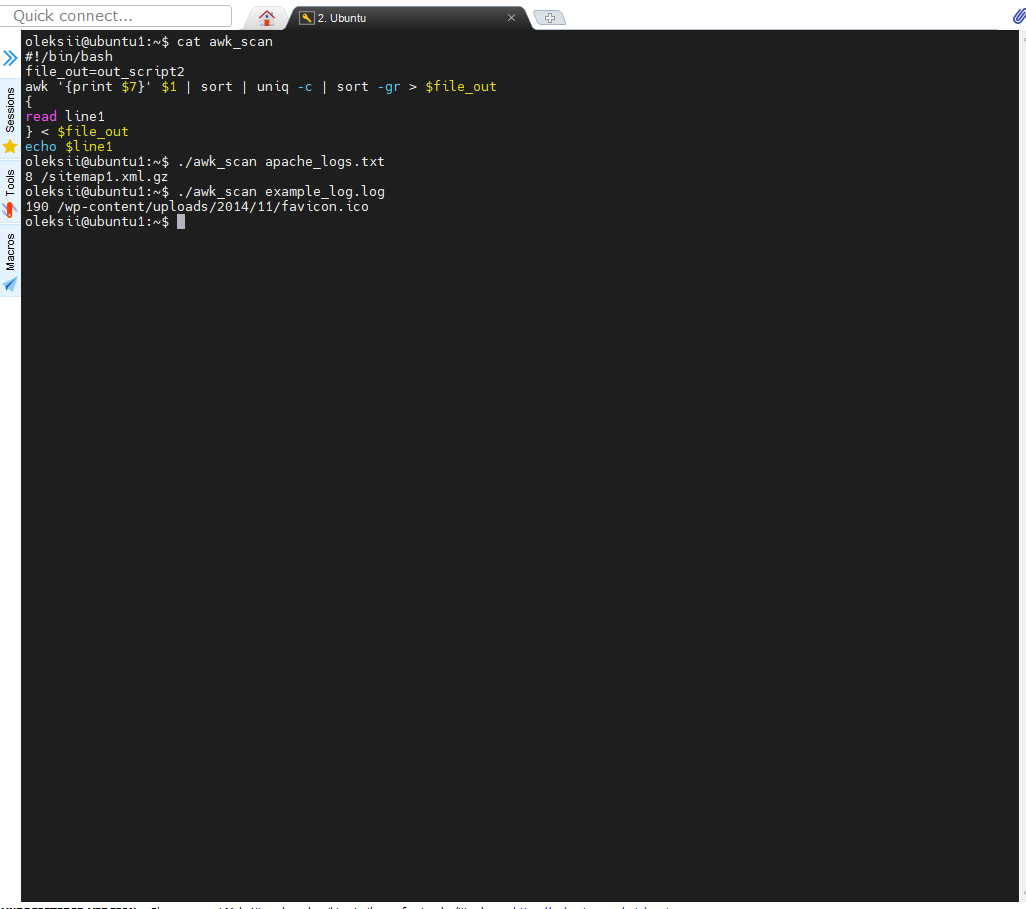 Quick connect...
2. Ubuntu
Sessions
Tools
Macros
oleksii@ubuntu1:~$ cat awk_scan
#!/bin/bash
file_out=out_script2
awk '{print $7}' $1 | sort | uniq -c | sort -gr > $file_out
{
read line1
} < $file_out
echo $line1
oleksii@ubuntu1:~$ ./awk_scan apache_logs.txt
8 /sitemap1.xml.gz
oleksii@ubuntu1:~$ ./awk_scan example_log.log
190 /wp-content/uploads/2014/11/favicon.ico
oleksii@ubuntu1:~$